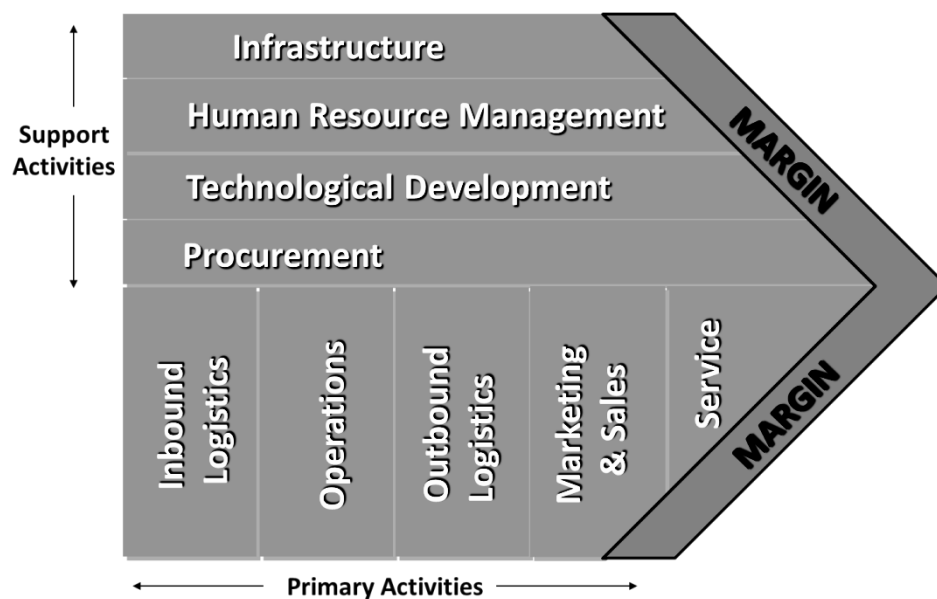 Infrastructure
Human Resource Management
Technological Development
Procurement
Support
Activities
Inbound
Logistics
Operations
Outbound
Logistics
Marketing
& Sales
Service
MARGIN
MARGIN
Primary Activities